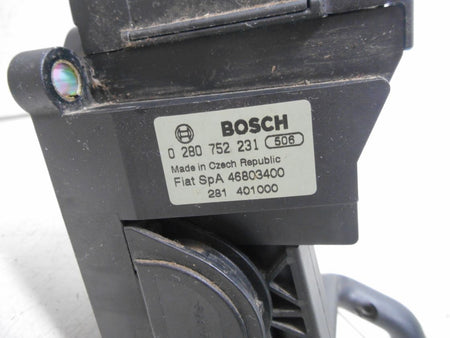 BOSCH
0 280 752 231 506
Made in Czech Republic
Fiat SpA 46803400
281 401000